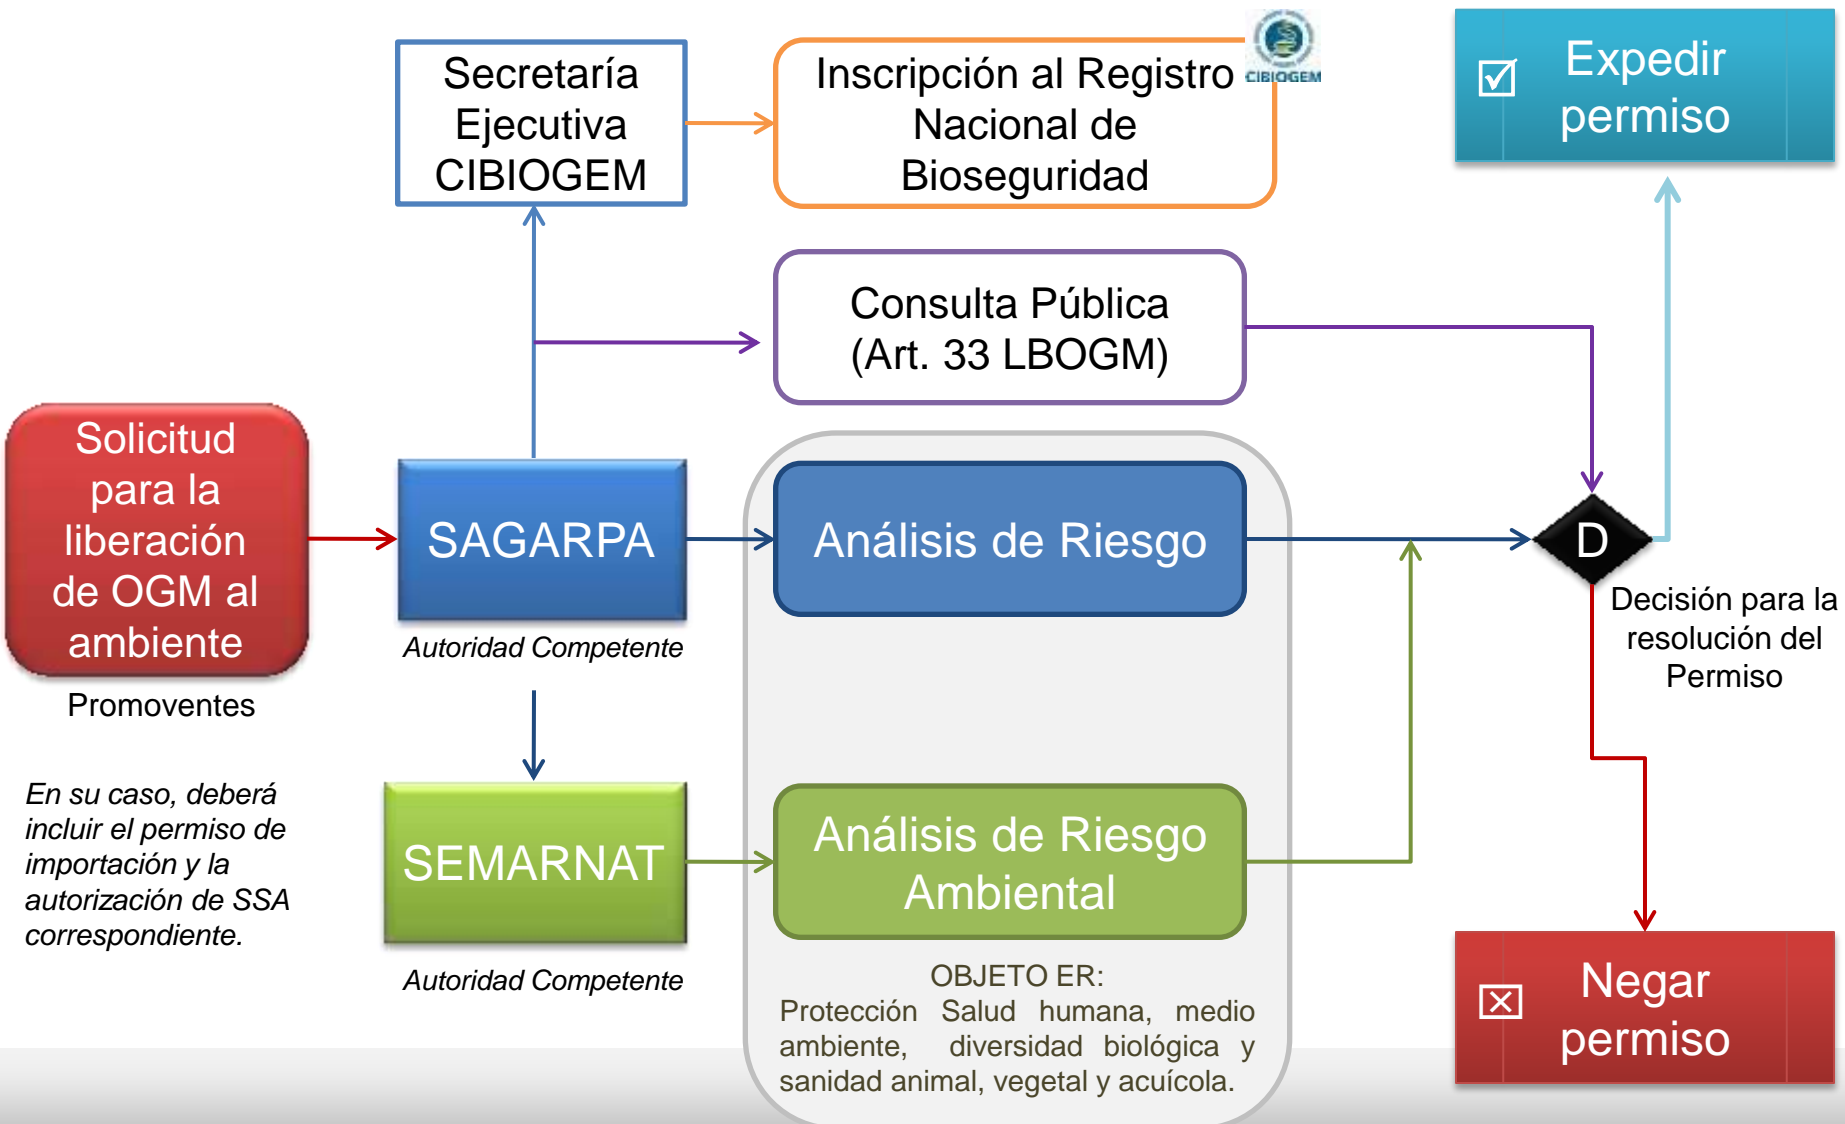 Secretaría
Ejecutiva
CIBIOGEM
Inscripción al Registro
Nacional de
Bioseguridad
CIBIOGEM
Expedir
permiso
Consulta Pública
(Art. 33 LBOGM)
Solicitud
para la
liberación
de OGM al
ambiente
Promoventes
En su caso, deberá
incluir el permiso de
importación y la
autorización de SSA
correspondiente.
SAGARPA
Autoridad Competente
Análisis de Riesgo
D
Decisión para la
resolución del
Permiso
SEMARNAT
Autoridad Competente
Análisis de Riesgo
Ambiental
OBJETO ER:
Protección Salud humana, medio
ambiente, diversidad biológica y
sanidad animal, vegetal y acuícola.
Negar
permiso